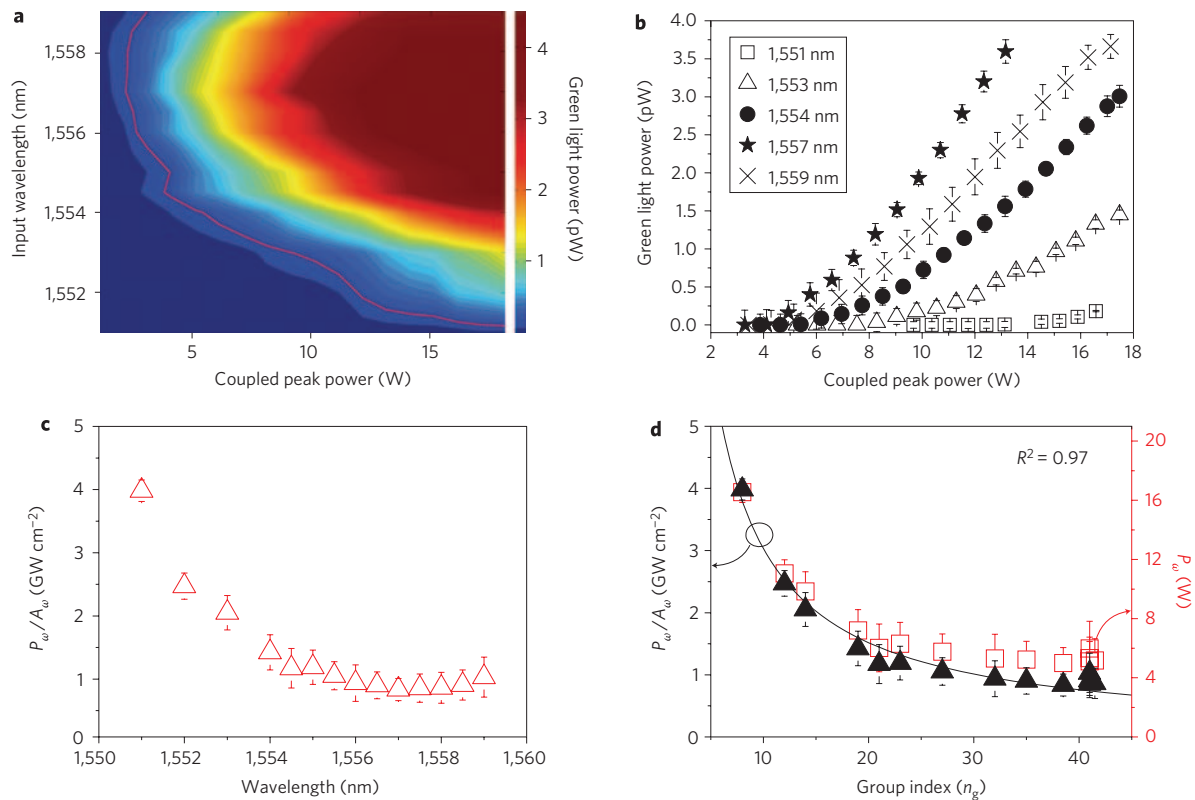 a
1,558
1,556
1,554
1,552
Input wavelength (nm)
5
10
15
Coupled peak power (W)
4
3
2
1
Green light power (pW)
b
4.0
3.5
3.0
2.5
2.0
1.5
1.0
0.5
0.0
Green light power (pW)
1,551 nm
1,553 nm
1,554 nm
1,557 nm
1,559 nm
2 4 6 8 10 12 14 16 18
Coupled peak power (W)
c
5
4
3
2
1
0
Pω/Aω (GW cm−2)
1,550 1,552 1,554 1,556 1,558 1,560
Wavelength (nm)
d
5
4
3
2
1
0
Pω/Aω (GW cm−2)
R2 = 0.97
20
16
12
8
4
0
Pω (W)
10 20 30 40
Group index (ng)